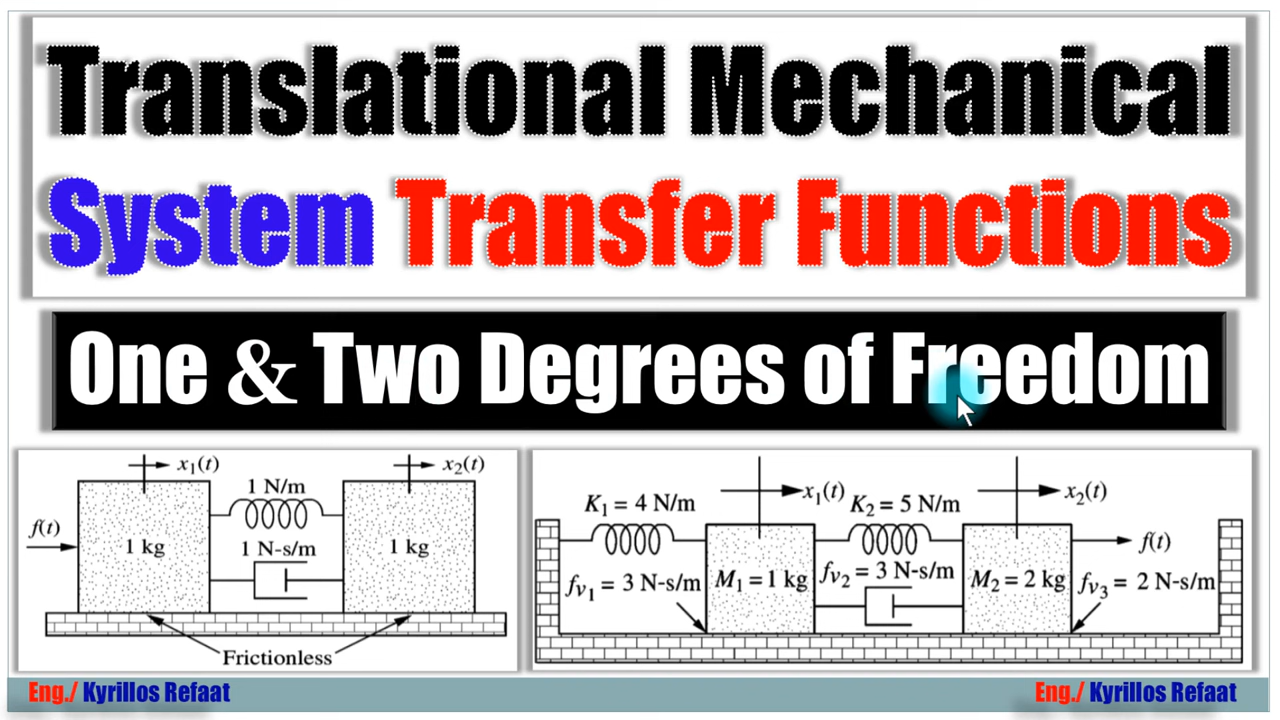 Translational Mechanical
System Transfer Functions
One & Two Degrees of Freedom
x₁(t)
x₂(t)
1 N/m
f(t)
1 kg
1 N-s/m
1 kg
Frictionless
x₁(t)
x₂(t)
K₁ = 4 N/m
K₂ = 5 N/m
f(t)
fᵥ₁ = 3 N-s/m
M₁ = 1 kg
fᵥ₂ = 3 N-s/m
M₂ = 2 kg
fᵥ₃ = 2 N-s/m
Eng./ Kyrillos Refaat
Eng./ Kyrillos Refaat